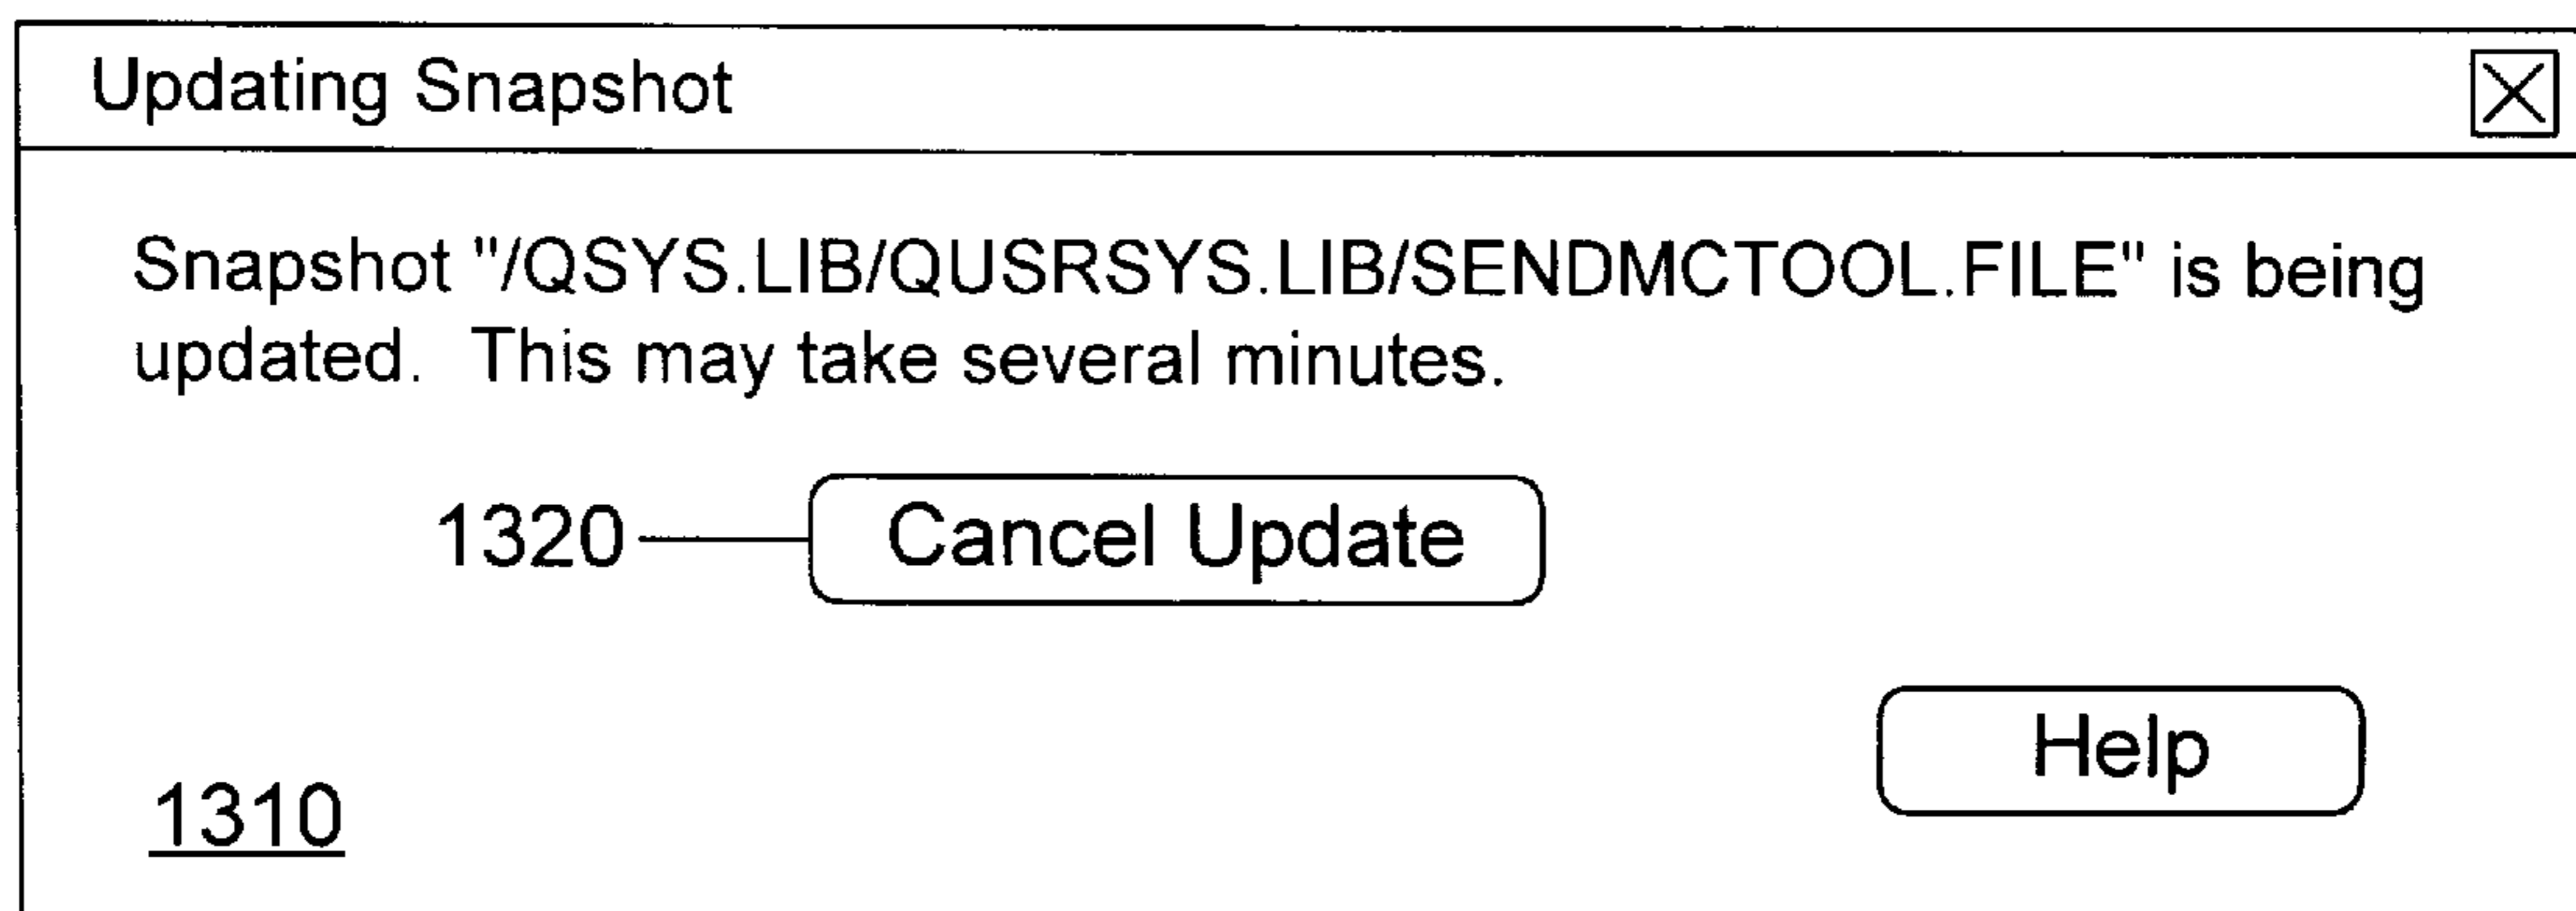 Updating Snapshot
Snapshot "/QSYS.LIB/QUSRSYS.LIB/SENDMCTOOL.FILE" is being
updated. This may take several minutes.
1320 Cancel Update
Help
1310